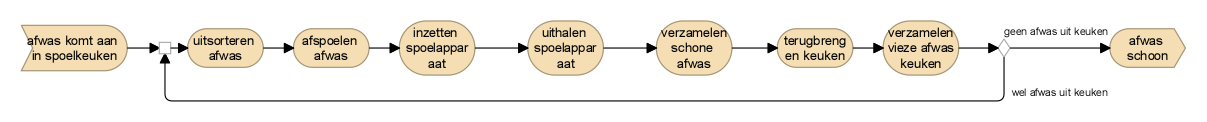 afwas komt aan
in spoelkeuken
uitsorteren
afwas
afspoelen
afwas
inzetten
spoelappar
aat
uithalen
spoelappar
aat
verzamelen
schone
afwas
terugbreng
en keuken
verzamelen
vieze afwas
keuken
geen afwas uit keuken
wel afwas uit keuken
afwas
schoon